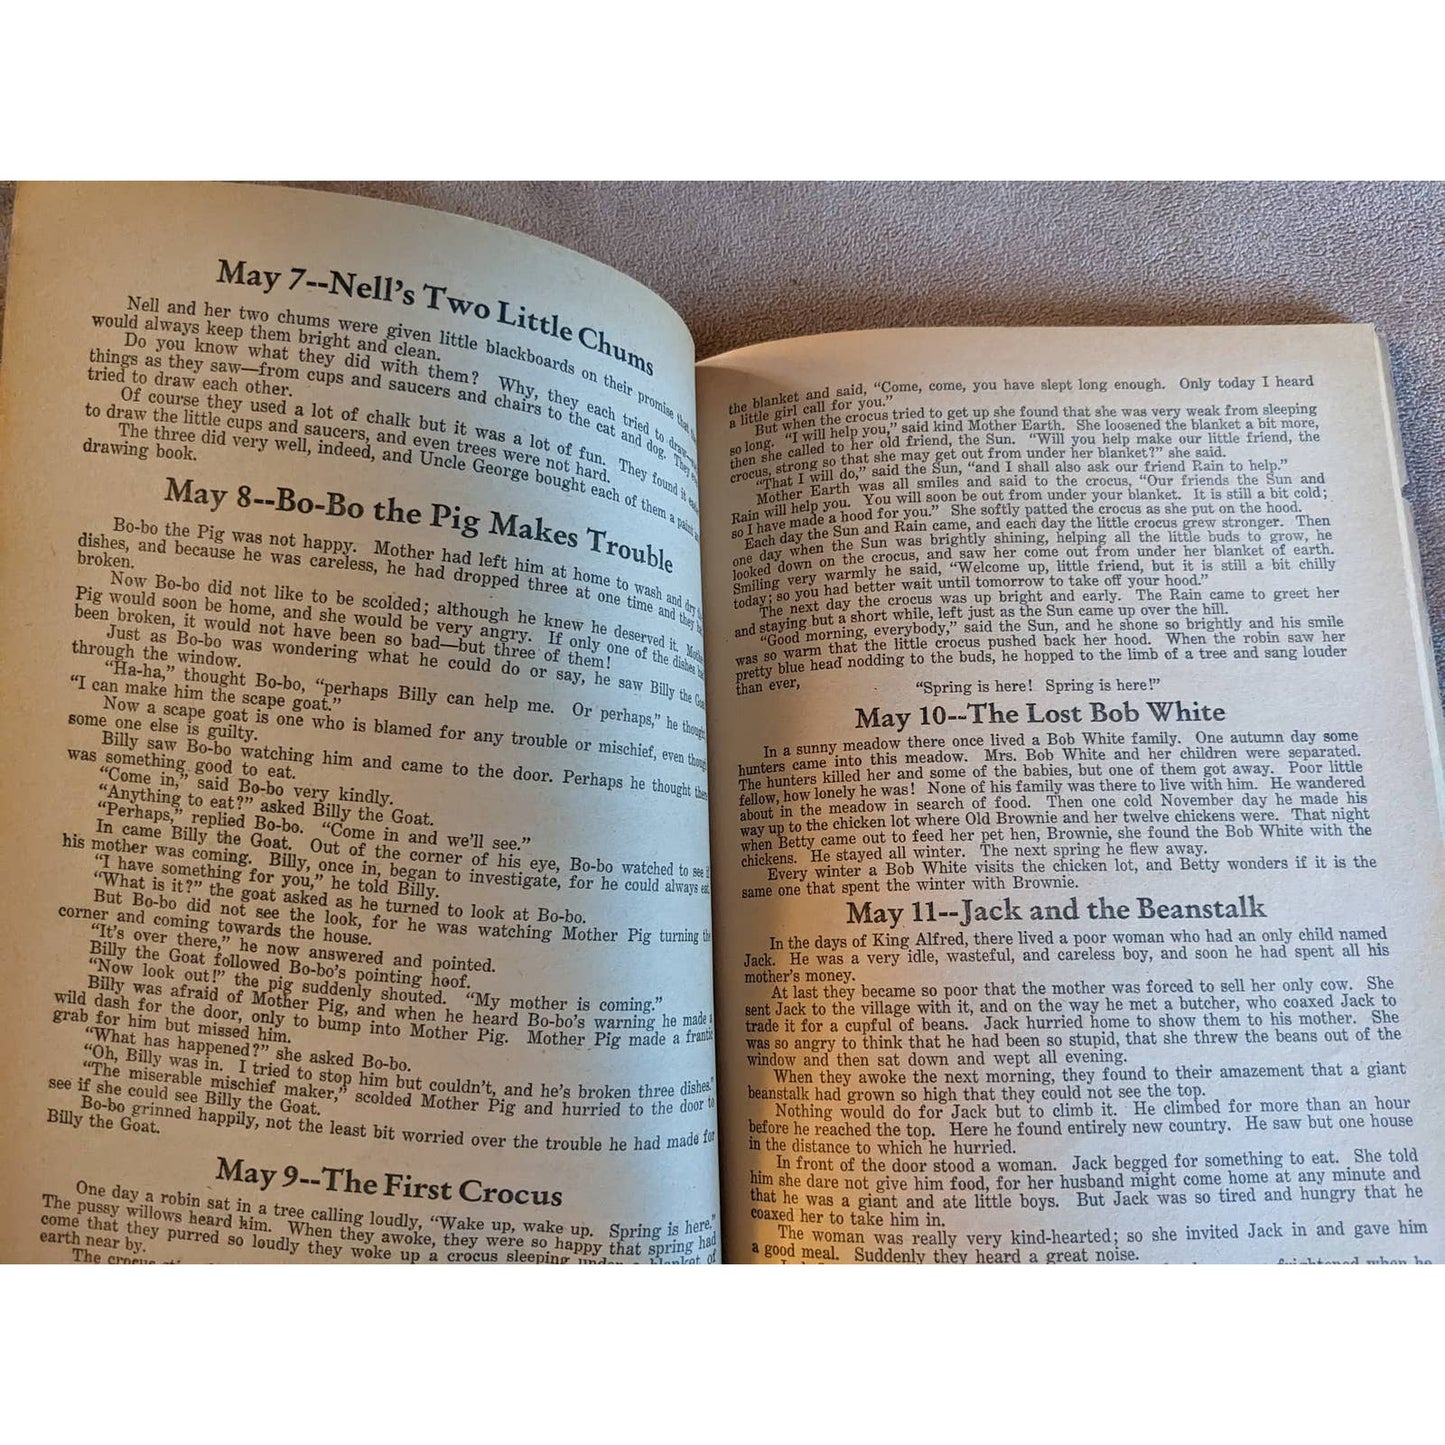 May 7--Nell's Two Little Chums
Nell and her two chums were given little blackboards on their promise that
would always keep them bright and clean.
Do you know what they did with them? Why, they each tried to draw
things as they saw—from cups and saucers and chairs to the cat and dog. They
tried to draw each other.
Of course they used a lot of chalk but it was a lot of fun. They found it
to draw the little cups and saucers, and even trees were not hard.
The three did very well, indeed, and Uncle George bought each of them a paint
drawing book.
May 8--Bo-Bo the Pig Makes Trouble
Bo-bo the Pig was not happy. Mother had left him at home to wash and dry
dishes, and because he was careless, he had dropped three at one time and they
broken.
Now Bo-bo did not like to be scolded; although he knew he deserved it. Mother
Pig would soon be home, and she would be very angry. If only one of the dishes had
been broken, it would not have been so bad—but three of them!
Just as Bo-bo was wondering what he could do or say, he saw Billy the Goat
through the window.
"Ha-ha," thought Bo-bo, "perhaps Billy can help me. Or perhaps," he thought,
"I can make him the scape goat."
Now a scape goat is one who is blamed for any trouble or mischief, even though
some one else is guilty.
Billy saw Bo-bo watching him and came to the door. Perhaps he thought there
was something good to eat.
"Come in," said Bo-bo very kindly.
"Anything to eat?" asked Billy the Goat.
"Perhaps," replied Bo-bo. "Come in and we'll see."
In came Billy the Goat. Out of the corner of his eye, Bo-bo watched to see if
his mother was coming. Billy, once in, began to investigate, for he could always eat.
"I have something for you," he told Billy.
"What is it?" the goat asked as he turned to look at Bo-bo.
But Bo-bo did not see the look, for he was watching Mother Pig turning the
corner and coming towards the house.
"It's over there," he now answered and pointed.
Billy the Goat followed Bo-bo's pointing hoof.
"Now look out!" the pig suddenly shouted. "My mother is coming."
Billy was afraid of Mother Pig, and when he heard Bo-bo's warning he made a
wild dash for the door, only to bump into Mother Pig. Mother Pig made a frantic
grab for him but missed him.
"What has happened?" she asked Bo-bo.
"Oh, Billy was in. I tried to stop him but couldn't, and he's broken three dishes."
"The miserable mischief maker," scolded Mother Pig and hurried to the door to
see if she could see Billy the Goat.
Bo-bo grinned happily, not the least bit worried over the trouble he had made for
Billy the Goat.
May 9--The First Crocus
One day a robin sat in a tree calling loudly, "Wake up, wake up. Spring is here."
The pussy willows heard him. When they awoke, they were so happy that spring had
come that they purred so loudly they woke up a crocus sleeping under a blanket of
earth near by.
The crocus
the blanket and said, "Come, come, you have slept long enough. Only today I heard
a little girl call for you."
But when the crocus tried to get up she found that she was very weak from sleeping
so long. "I will help you," said kind Mother Earth. She loosened the blanket a bit more,
then she called to her old friend, the Sun. "Will you help make our little friend, the
crocus, strong so that she may get out from under her blanket?" she said.
"That I will do," said the Sun, "and I shall also ask our friend Rain to help."
Mother Earth was all smiles and said to the crocus, "Our friends the Sun and
Rain will help you. You will soon be out from under your blanket. It is still a bit cold;
so I have made a hood for you." She softly patted the crocus as she put on the hood.
Each day the Sun and Rain came, and each day the little crocus grew stronger. Then
one day when the Sun was brightly shining, helping all the little buds to grow, he
looked down on the crocus, and saw her come out from under her blanket of earth.
Smiling very warmly he said, "Welcome up, little friend, but it is still a bit chilly
today; so you had better wait until tomorrow to take off your hood."
The next day the crocus was up bright and early. The Rain came to greet her
and staying but a short while, left just as the Sun came up over the hill.
"Good morning, everybody," said the Sun, and he shone so brightly and his smile
was so warm that the little crocus pushed back her hood. When the robin saw her
pretty blue head nodding to the buds, he hopped to the limb of a tree and sang louder
than ever,
"Spring is here! Spring is here!"
May 10--The Lost Bob White
In a sunny meadow there once lived a Bob White family. One autumn day some
hunters came into this meadow. Mrs. Bob White and her children were separated.
The hunters killed her and some of the babies, but one of them got away. Poor little
fellow, how lonely he was! None of his family was there to live with him. He wandered
about in the meadow in search of food. Then one cold November day he made his
way up to the chicken lot where Old Brownie and her twelve chickens were. That night
when Betty came out to feed her pet hen, Brownie, she found the Bob White with the
chickens. He stayed all winter. The next spring he flew away.
Every winter a Bob White visits the chicken lot, and Betty wonders if it is the
same one that spent the winter with Brownie.
May 11--Jack and the Beanstalk
In the days of King Alfred, there lived a poor woman who had an only child named
Jack. He was a very idle, wasteful, and careless boy, and soon he had spent all his
mother's money.
At last they became so poor that the mother was forced to sell her only cow. She
sent Jack to the village with it, and on the way he met a butcher, who coaxed Jack to
trade it for a cupful of beans. Jack hurried home to show them to his mother. She
was so angry to think that he had been so stupid, that she threw the beans out of the
window and then sat down and wept all evening.
When they awoke the next morning, they found to their amazement that a giant
beanstalk had grown so high that they could not see the top.
Nothing would do for Jack but to climb it. He climbed for more than an hour
before he reached the top. Here he found entirely new country. He saw but one house
in the distance to which he hurried.
In front of the door stood a woman. Jack begged for something to eat. She told
him she dare not give him food, for her husband might come home at any minute and
that he was a giant and ate little boys. But Jack was so tired and hungry that he
coaxed her to take him in.
The woman was really very kind-hearted; so she invited Jack in and gave him
a good meal. Suddenly they heard a great noise.
frightened when he